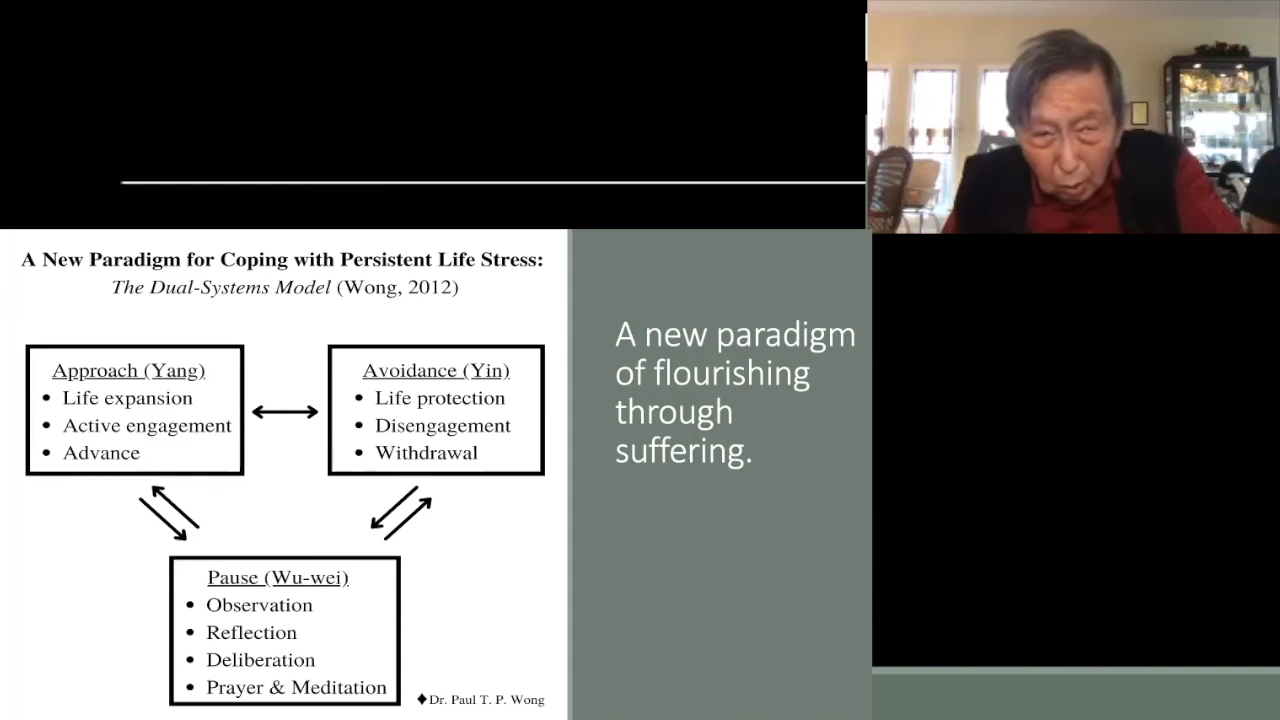 A New Paradigm for Coping with Persistent Life Stress:
The Dual-Systems Model (Wong, 2012)
Approach (Yang)
• Life expansion
• Active engagement
• Advance
Avoidance (Yin)
• Life protection
• Disengagement
• Withdrawal
Pause (Wu-wei)
• Observation
• Reflection
• Deliberation
• Prayer & Meditation
♦Dr. Paul T. P. Wong
A new paradigm
of flourishing
through
suffering.